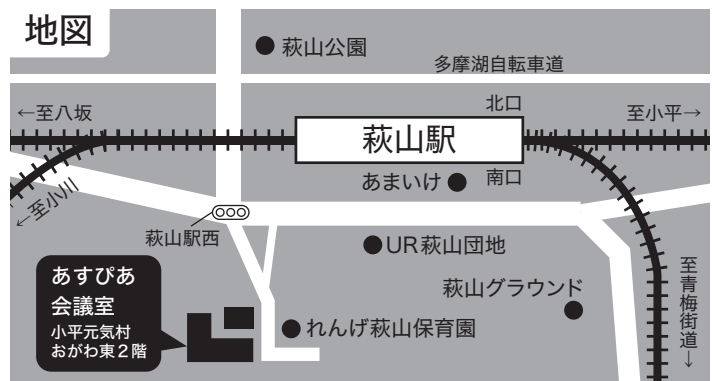 地図
萩山公園
多摩湖自転車道
←至八坂
北口
至小平→
萩山駅
あまいけ
南口
←至小川
萩山駅西
UR萩山団地
至青梅街道→
萩山グラウンド
あすぴあ
会議室
小平元気村
おがわ東2階
れんげ萩山保育園